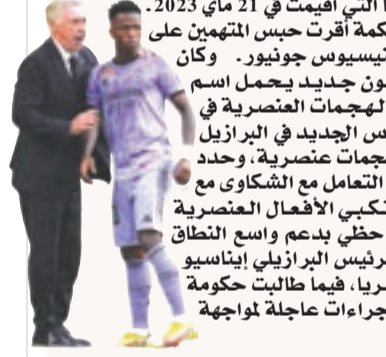 ا التي أقيمت في 21 ماي 2023.
كمة أقرت حبس المتهمين على
نيسيوس جونيور. وكان
ون جديد يحمل اسم
لهجمات العنصرية في
س الجديد في البرازيل
جمات عنصرية، وحدد
التعامل مع الشكاوى مع
تكبي الأفعال العنصرية
حظي بدعم واسع النطاق
رئيس البرازيلي إيناسيو
ريا، فيما طالبت حكومة
جراءات عاجلة لمواجهة